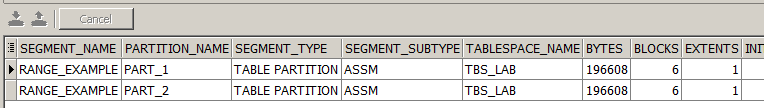 Cancel
SEGMENT_NAME PARTITION_NAME SEGMENT_TYPE SEGMENT_SUBTYPE TABLESPACE_NAME BYTES BLOCKS EXTENTS INI
RANGE_EXAMPLE PART_1 TABLE PARTITION ASSM TBS_LAB 196608 6 1
RANGE_EXAMPLE PART_2 TABLE PARTITION ASSM TBS_LAB 196608 6 1